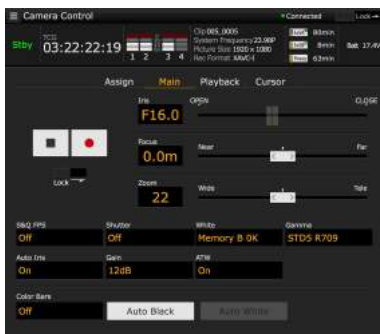 Camera Control
Connected
Lock
Stby
TCG
03:22:22:19
1 2 3 4
Clip 005_0005
System Frequency 23.98P
Picture Size 1920 x 1080
Rec Format XAVC-I
80min
8min
63min
Bat 17.4V
Assign Main Playback Cursor
Iris
F16.0
OPEN
CLOSE
Focus
0.0m
Near
Far
Lock
Zoom
22
Wide
Tele
S&Q FPS
Off
Shutter
Off
White
Memory B 0K
Gamma
STD5 R709
Auto Iris
On
Gain
12dB
ATW
On
Color Bars
Off
Auto Black
Auto White